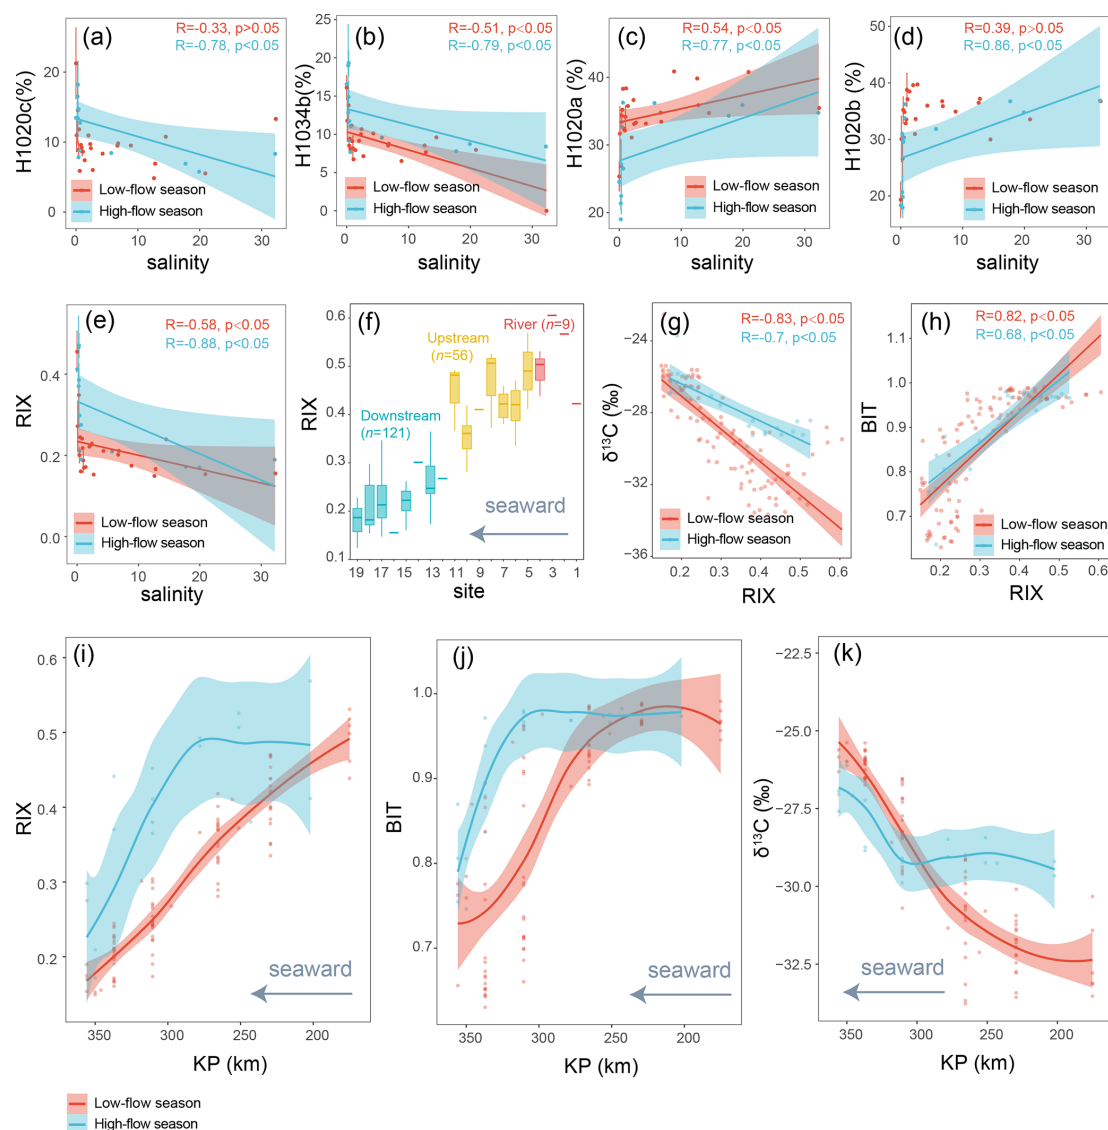 (a)
R=-0.33, p>0.05
R=-0.78, p<0.05
H1020c(%)
20
10
0
Low-flow season
High-flow season
0
10
20
30
salinity
(b)
R=-0.51, p<0.05
R=-0.79, p<0.05
H1034b(%)
25
20
15
10
5
0
Low-flow season
High-flow season
0
10
20
30
salinity
(c)
R=0.54, p<0.05
R=0.77, p<0.05
H1020a (%)
40
30
20
Low-flow season
High-flow season
0
10
20
30
salinity
(d)
R=0.39, p>0.05
R=0.86, p<0.05
H1020b (%)
50
40
30
20
Low-flow season
High-flow season
0
10
20
30
salinity
(e)
R=-0.58, p<0.05
R=-0.88, p<0.05
RIX
0.4
0.2
0.0
Low-flow season
High-flow season
0
10
20
30
salinity
(f)
River (n=9)
Upstream
(n=56)
Downstream
(n=121)
RIX
0.6
0.5
0.4
0.3
0.2
0.1
seaward
19
17
15
13
11
9
7
5
3
1
site
(g)
R=-0.83, p<0.05
R=-0.7, p<0.05
δ¹³C (‰)
−24
−28
−32
−36
Low-flow season
High-flow season
0.2
0.3
0.4
0.5
0.6
RIX
(h)
R=0.82, p<0.05
R=0.68, p<0.05
BIT
1.1
1.0
0.9
0.8
0.7
Low-flow season
High-flow season
0.2
0.3
0.4
0.5
0.6
RIX
(i)
RIX
0.6
0.5
0.4
0.3
0.2
seaward
350
300
250
200
KP (km)
(j)
BIT
1.0
0.9
0.8
0.7
seaward
350
300
250
200
KP (km)
(k)
δ¹³C (‰)
−22.5
−25.0
−27.5
−30.0
−32.5
seaward
350
300
250
200
KP (km)
Low-flow season
High-flow season